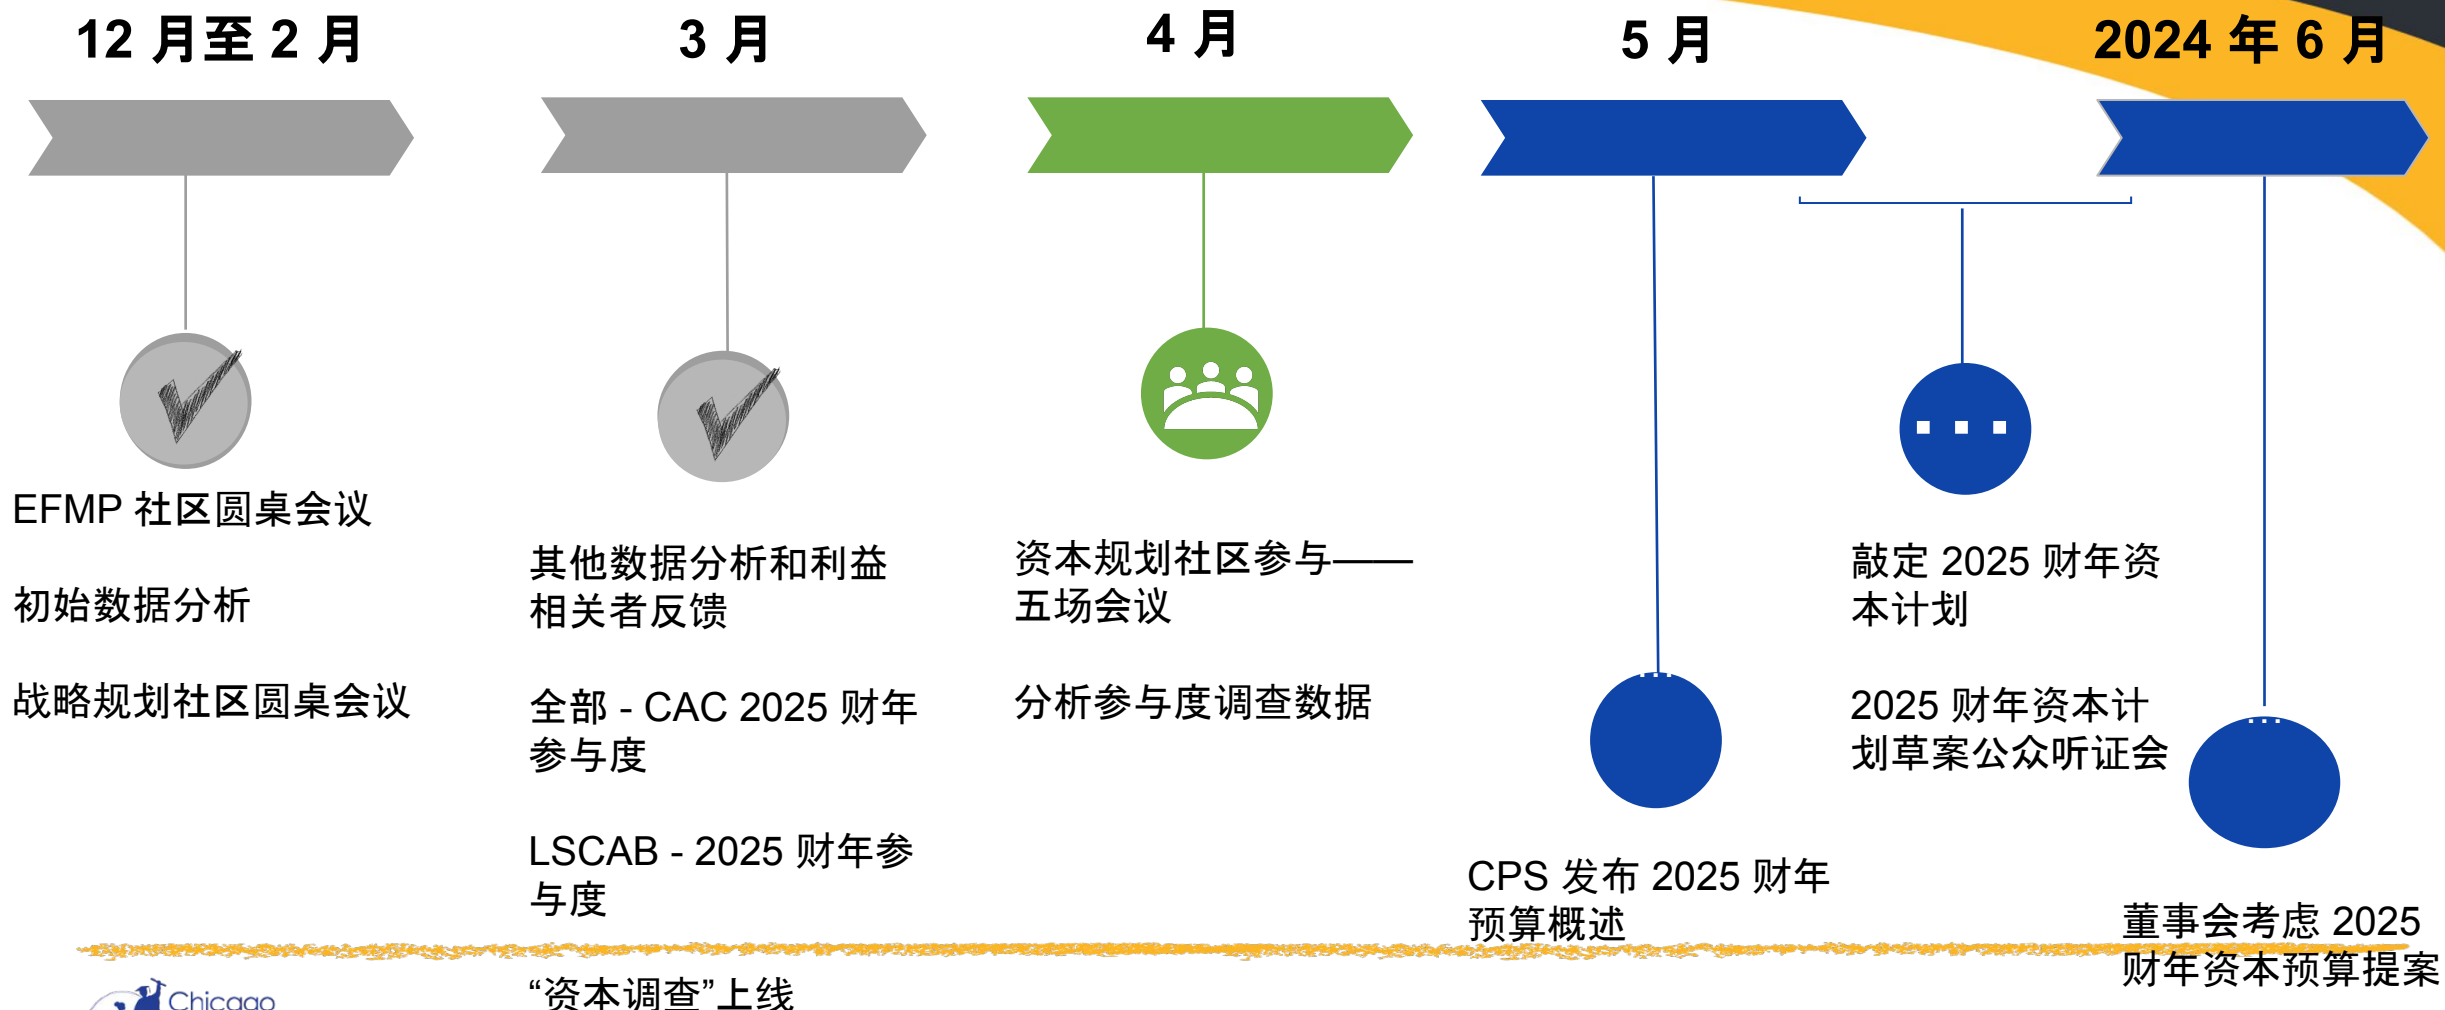 12 月至 2 月
3 月
4 月
5 月
2024 年 6 月
EFMP 社区圆桌会议
初始数据分析
战略规划社区圆桌会议
其他数据分析和利益
相关者反馈
全部 - CAC 2025 财年
参与度
LSCAB - 2025 财年参
与度
“资本调查”上线
资本规划社区参与——
五场会议
分析参与度调查数据
CPS 发布 2025 财年
预算概述
敲定 2025 财年资
本计划
2025 财年资本计
划草案公众听证会
董事会考虑 2025
财年资本预算提案
Chicago